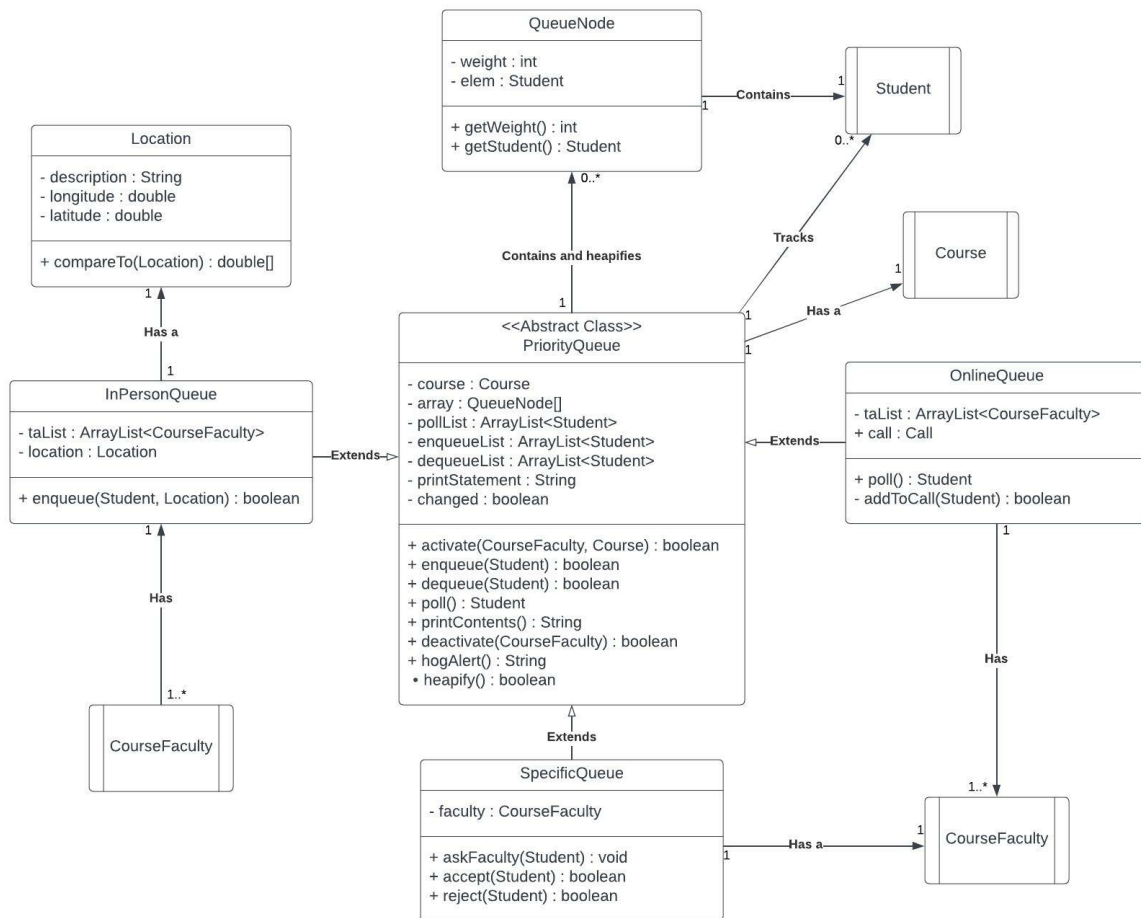 QueueNode
- weight : int
- elem : Student
+ getWeight() : int
+ getStudent() : Student
1
Contains
1
Student
0..*
0..*
Location
- description : String
- longitude : double
- latitude : double
+ compareTo(Location) : double[]
1
Has a
1
Contains and heapifies
1
Tracks
1
Course
1
Has a
1
<<Abstract Class>>
PriorityQueue
- course : Course
- array : QueueNode[]
- pollList : ArrayList<Student>
- enqueueList : ArrayList<Student>
- dequeueList : ArrayList<Student>
- printStatement : String
- changed : boolean
+ activate(CourseFaculty, Course) : boolean
+ enqueue(Student) : boolean
+ dequeue(Student) : boolean
+ poll() : Student
+ printContents() : String
+ deactivate(CourseFaculty) : boolean
+ hogAlert() : String
• heapify() : boolean
InPersonQueue
- taList : ArrayList<CourseFaculty>
- location : Location
+ enqueue(Student, Location) : boolean
Extends
1
Has
1..*
CourseFaculty
OnlineQueue
- taList : ArrayList<CourseFaculty>
+ call : Call
+ poll() : Student
- addToCall(Student) : boolean
Extends
1
Has
1..*
CourseFaculty
Extends
SpecificQueue
- faculty : CourseFaculty
+ askFaculty(Student) : void
+ accept(Student) : boolean
+ reject(Student) : boolean
1
Has a
1